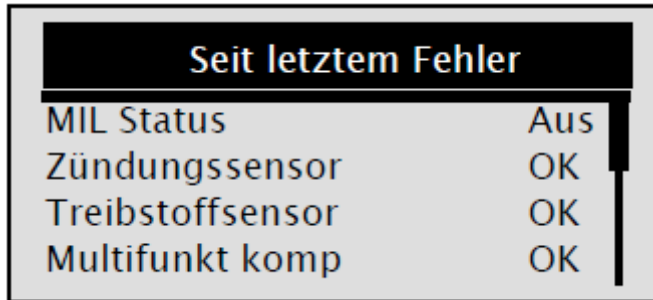 Seit letztem Fehler
MIL Status Aus
Zündungssensor OK
Treibstoffsensor OK
Multifunkt komp OK